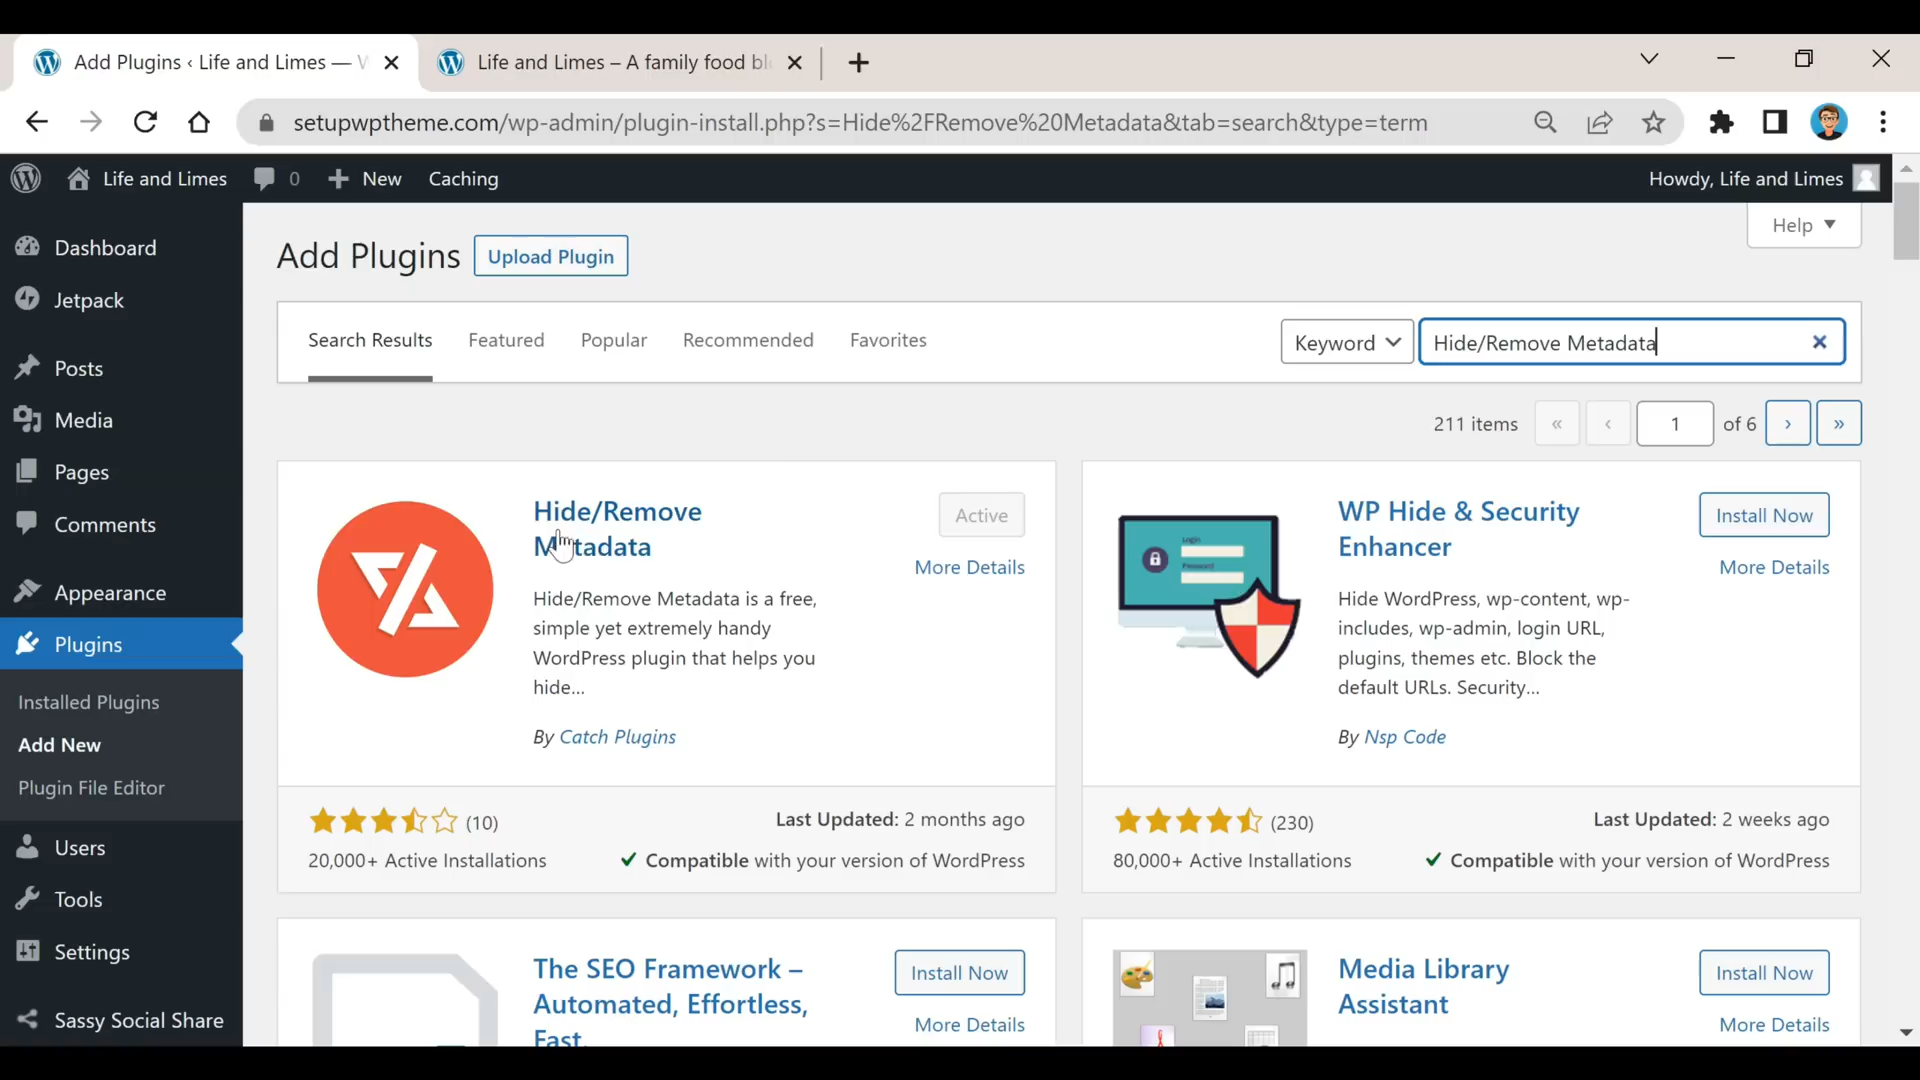 Add Plugins ‹ Life and Limes — W
Life and Limes – A family food bl
setupwptheme.com/wp-admin/plugin-install.php?s=Hide%2FRemove%20Metadata&tab=search&type=term
Life and Limes
0
New
Caching
Howdy, Life and Limes
Dashboard
Jetpack
Posts
Media
Pages
Comments
Appearance
Plugins
Installed Plugins
Add New
Plugin File Editor
Users
Tools
Settings
Sassy Social Share
Help
Add Plugins
Upload Plugin
Search Results
Featured
Popular
Recommended
Favorites
Keyword
Hide/Remove Metadata
211 items
«
‹
1
of 6
›
»
Hide/Remove
Metadata
Active
More Details
Hide/Remove Metadata is a free,
simple yet extremely handy
WordPress plugin that helps you
hide...
By Catch Plugins
(10)
Last Updated: 2 months ago
20,000+ Active Installations
Compatible with your version of WordPress
Login
Password
WP Hide & Security
Enhancer
Install Now
More Details
Hide WordPress, wp-content, wp-
includes, wp-admin, login URL,
plugins, themes etc. Block the
default URLs. Security...
By Nsp Code
(230)
Last Updated: 2 weeks ago
80,000+ Active Installations
Compatible with your version of WordPress
The SEO Framework –
Automated, Effortless,
Fast.
Install Now
More Details
Media Library
Assistant
Install Now
More Details